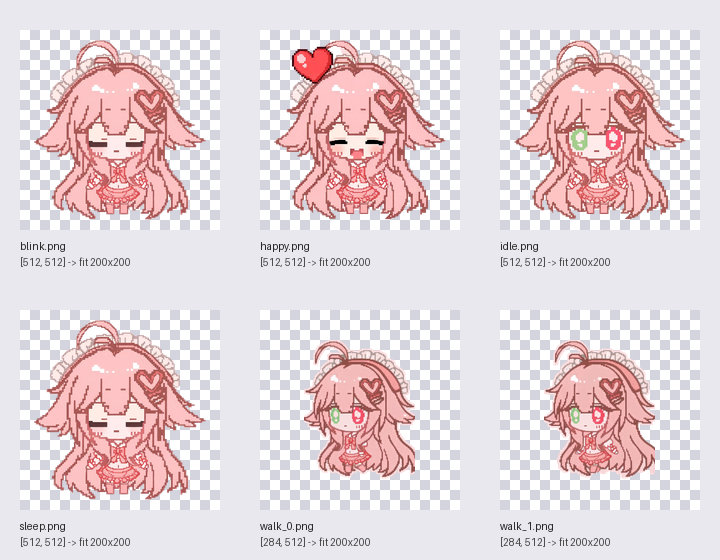 blink.png
[512, 512] -> fit 200x200
happy.png
[512, 512] -> fit 200x200
idle.png
[512, 512] -> fit 200x200
sleep.png
[512, 512] -> fit 200x200
walk_0.png
[284, 512] -> fit 200x200
walk_1.png
[284, 512] -> fit 200x200